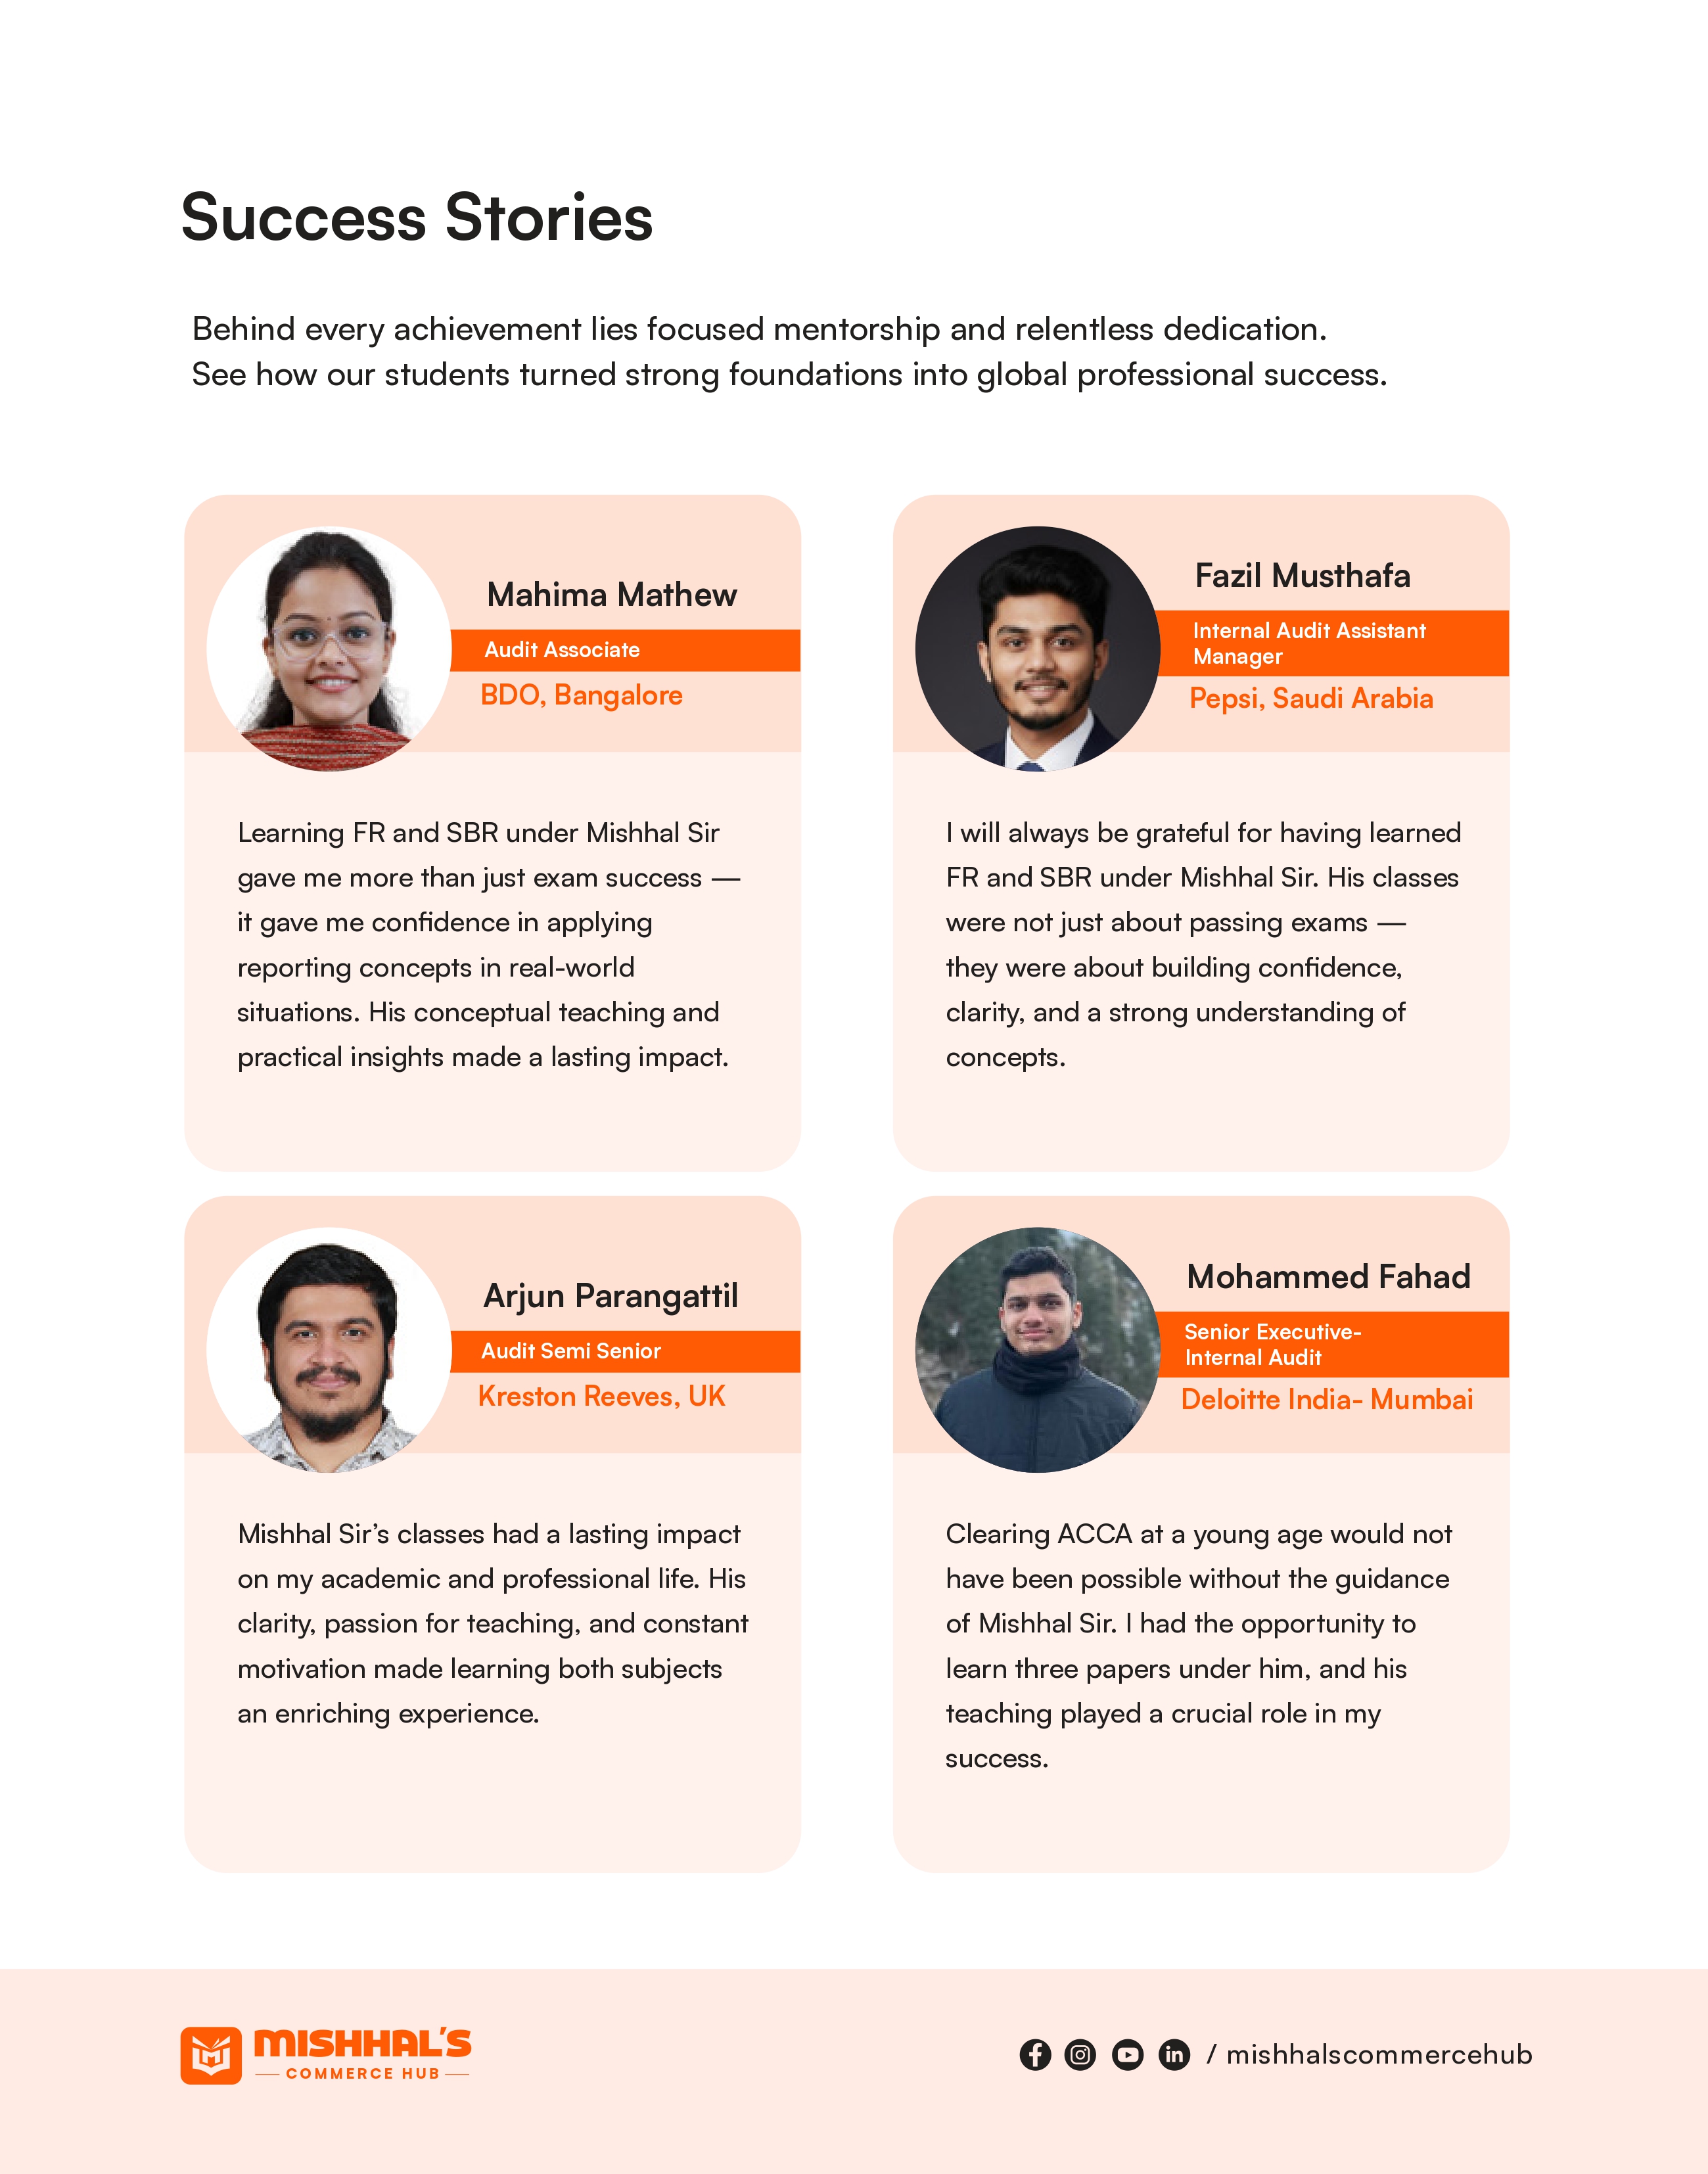 Success Stories
Behind every achievement lies focused mentorship and relentless dedication.
See how our students turned strong foundations into global professional success.
Mahima Mathew
Audit Associate
BDO, Bangalore
Learning FR and SBR under Mishhal Sir
gave me more than just exam success —
it gave me confidence in applying
reporting concepts in real-world
situations. His conceptual teaching and
practical insights made a lasting impact.
Fazil Musthafa
Internal Audit Assistant
Manager
Pepsi, Saudi Arabia
I will always be grateful for having learned
FR and SBR under Mishhal Sir. His classes
were not just about passing exams —
they were about building confidence,
clarity, and a strong understanding of
concepts.
Arjun Parangattil
Audit Semi Senior
Kreston Reeves, UK
Mishhal Sir’s classes had a lasting impact
on my academic and professional life. His
clarity, passion for teaching, and constant
motivation made learning both subjects
an enriching experience.
Mohammed Fahad
Senior Executive-
Internal Audit
Deloitte India- Mumbai
Clearing ACCA at a young age would not
have been possible without the guidance
of Mishhal Sir. I had the opportunity to
learn three papers under him, and his
teaching played a crucial role in my
success.
MISHHAL'S
COMMERCE HUB
/ mishhalscommercehub